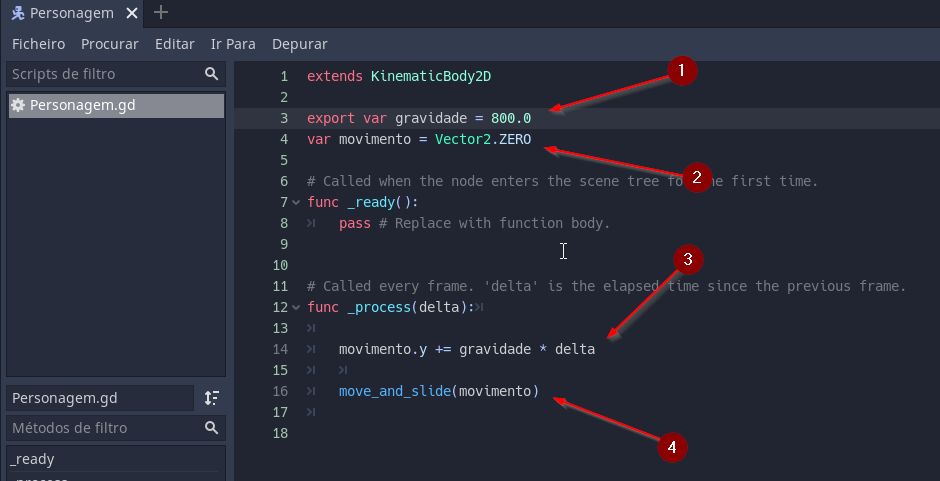 Personagem
Ficheiro Procurar Editar Ir Para Depurar
Scripts de filtro
Personagem.gd
Personagem.gd
Métodos de filtro
_ready
1 extends KinematicBody2D
2
3 export var gravidade = 800.0
4 var movimento = Vector2.ZERO
5
6 # Called when the node enters the scene tree fo he first time.
7 func _ready():
8 pass # Replace with function body.
9
10
11 # Called every frame. 'delta' is the elapsed time since the previous frame.
12 func _process(delta):
13
14 movimento.y += gravidade * delta
15
16 move_and_slide(movimento)
17
18
1
2
3
4